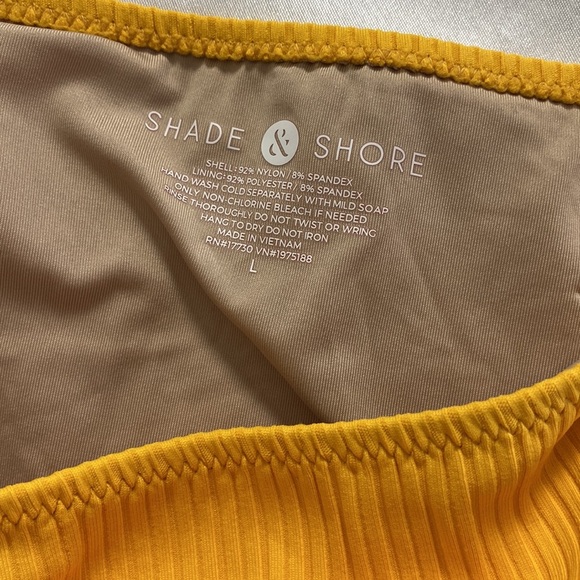 SHADE & SHORE
SHELL: 92% NYLON / 8% SPANDEX
LINING: 92% POLYESTER / 8% SPANDEX
HAND WASH COLD SEPARATELY WITH MILD SOAP
ONLY NON-CHLORINE BLEACH IF NEEDED
RINSE THOROUGHLY DO NOT TWIST OR WRING
HANG TO DRY DO NOT IRON
MADE IN VIETNAM
RN#17730 VN#1975188
L